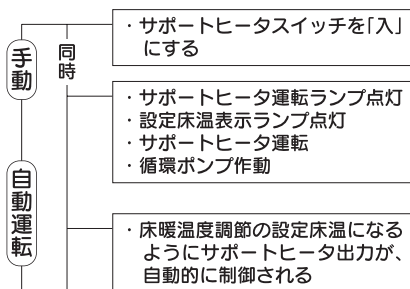 手動
同時
・サポートヒータスイッチを「入」
にする
・サポートヒータ運転ランプ点灯
・設定床温表示ランプ点灯
・サポートヒータ運転
・循環ポンプ作動
自動運転
・床暖温度調節の設定床温になる
ようにサポートヒータ出力が、
自動的に制御される